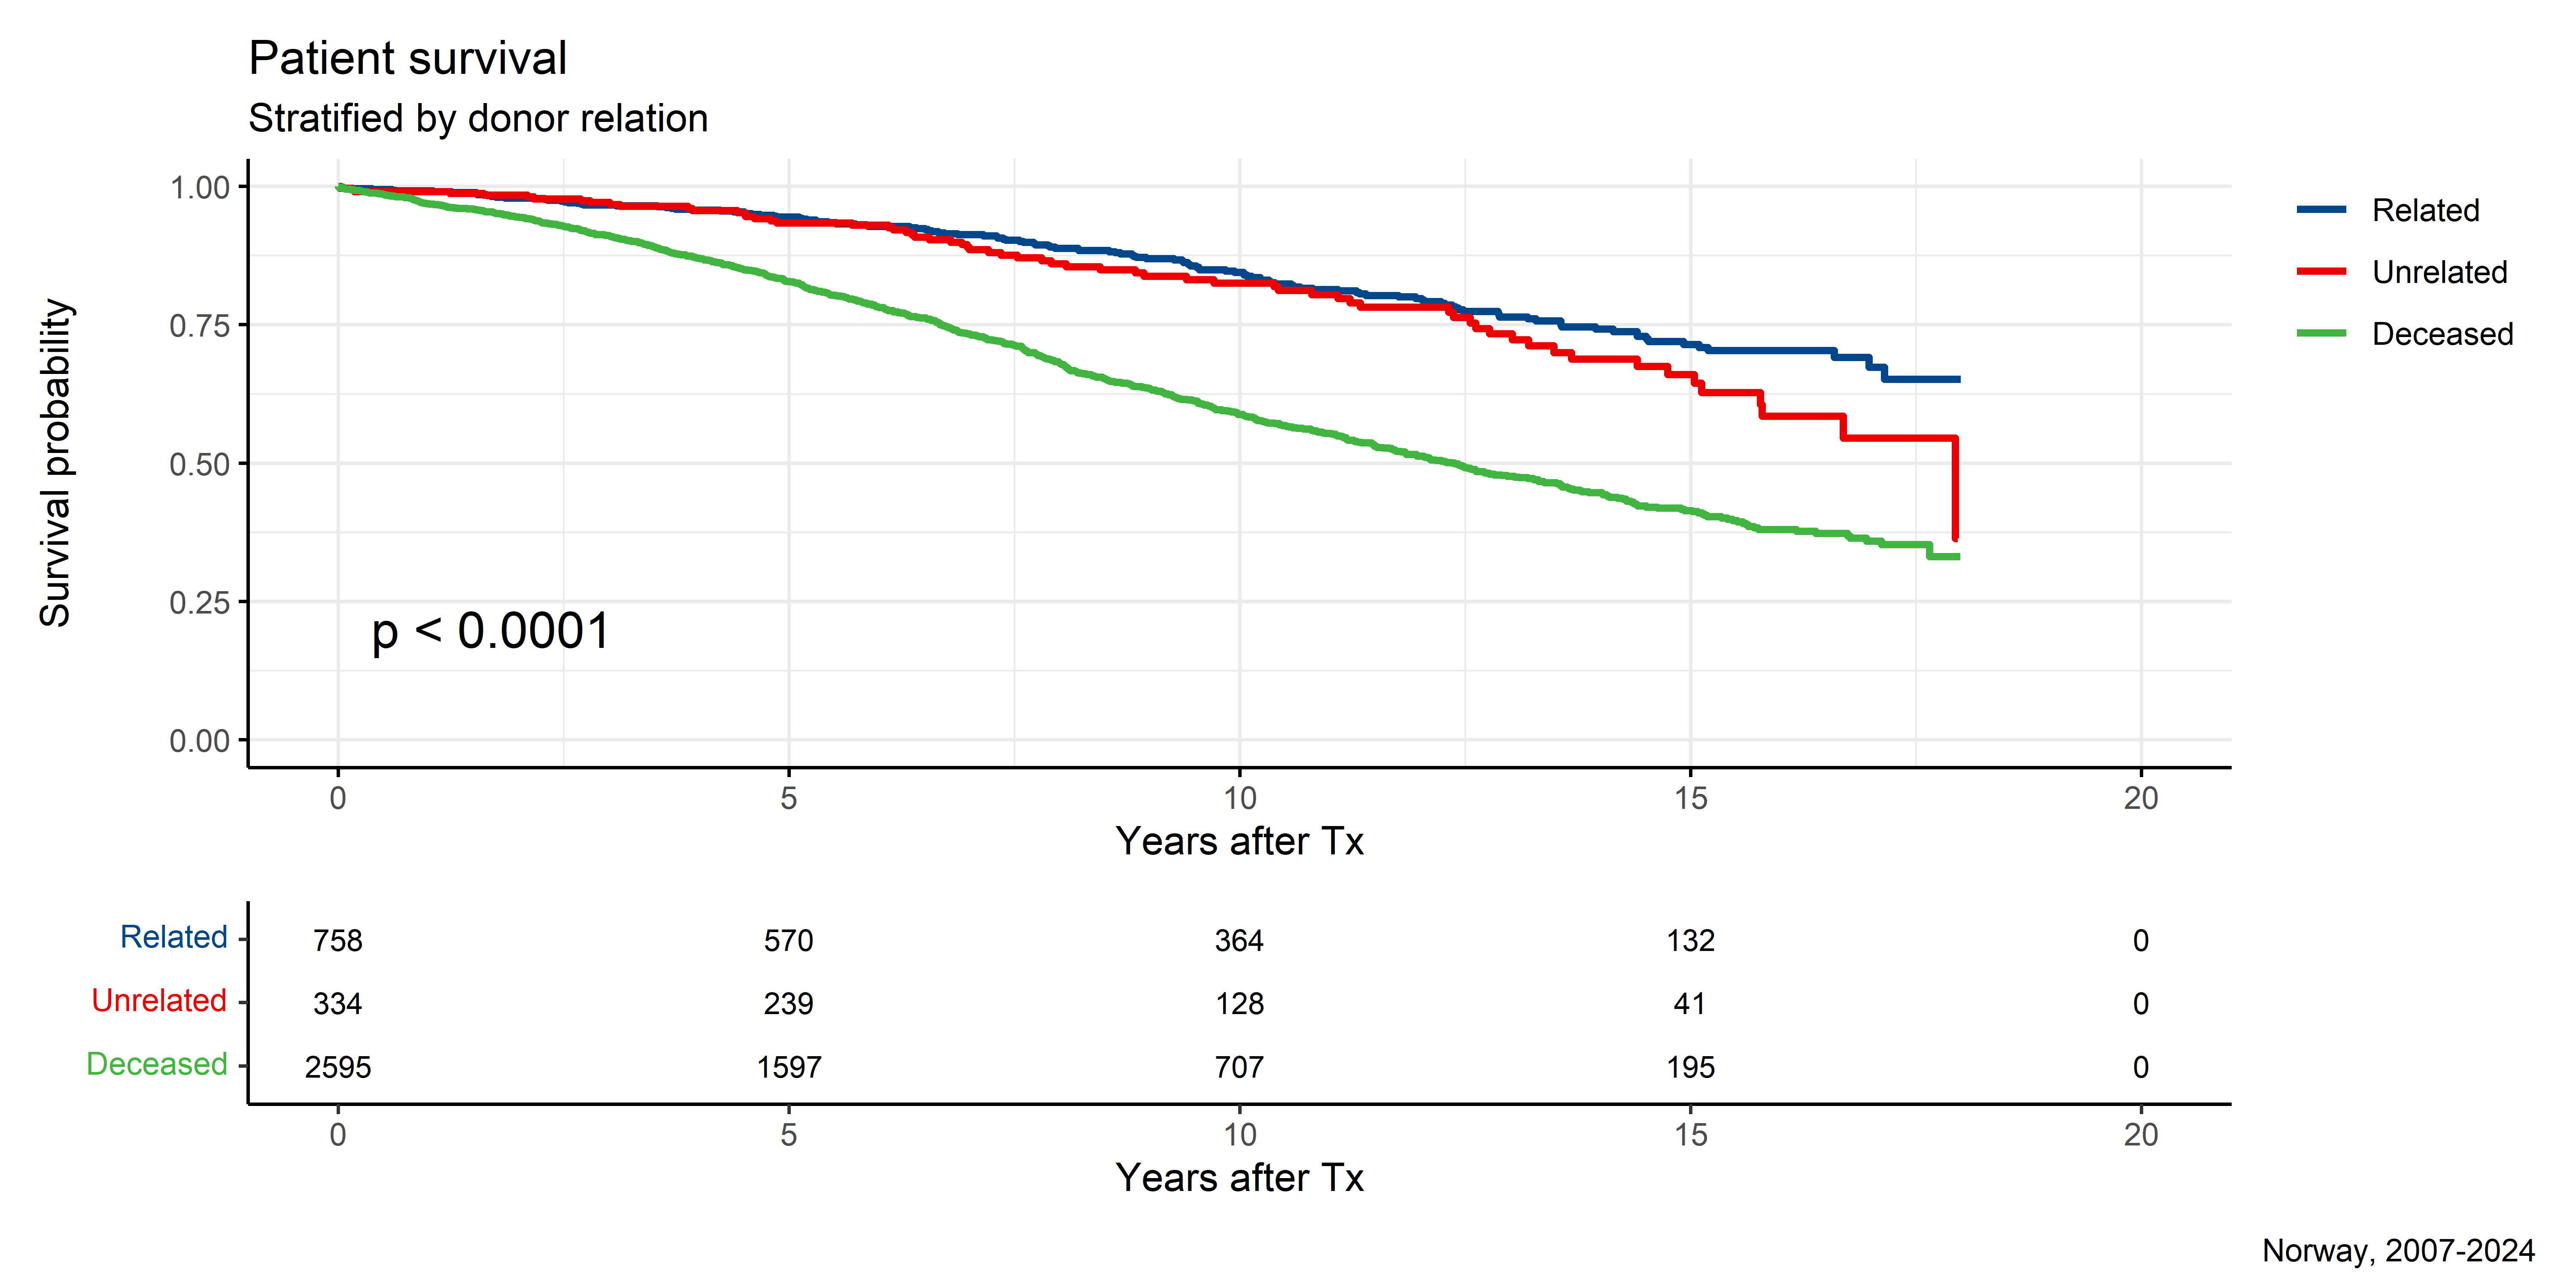 Patient survival
Stratified by donor relation
Survival probability
1.00
0.75
0.50
0.25
0.00
p < 0.0001
0 5 10 15 20
Years after Tx
Related
Unrelated
Deceased
Related 758 570 364 132 0
Unrelated 334 239 128 41 0
Deceased 2595 1597 707 195 0
0 5 10 15 20
Years after Tx
Norway, 2007-2024